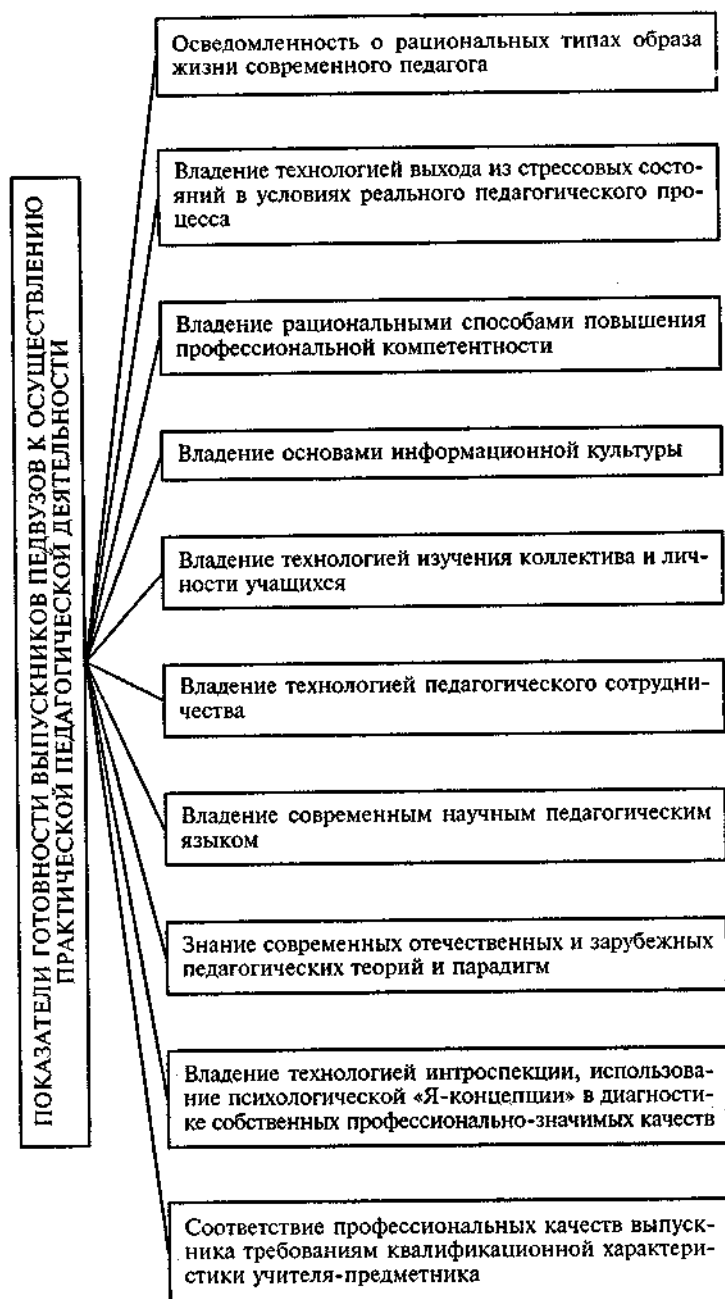 ПОКАЗАТЕЛИ ГОТОВНОСТИ ВЫПУСКНИКОВ ПЕДВУЗОВ К ОСУЩЕСТВЛЕНИЮ
ПРАКТИЧЕСКОЙ ПЕДАГОГИЧЕСКОЙ ДЕЯТЕЛЬНОСТИ
Осведомленность о рациональных типах образа
жизни современного педагога
Владение технологией выхода из стрессовых состо-
яний в условиях реального педагогического про-
цесса
Владение рациональными способами повышения
профессиональной компетентности
Владение основами информационной культуры
Владение технологией изучения коллектива и лич-
ности учащихся
Владение технологией педагогического сотрудни-
чества
Владение современным научным педагогическим
языком
Знание современных отечественных и зарубежных
педагогических теорий и парадигм
Владение технологией интроспекции, использова-
ние психологической «Я-концепции» в диагности-
ке собственных профессионально-значимых качеств
Соответствие профессиональных качеств выпуск-
ника требованиям квалификационной характери-
стики учителя-предметника